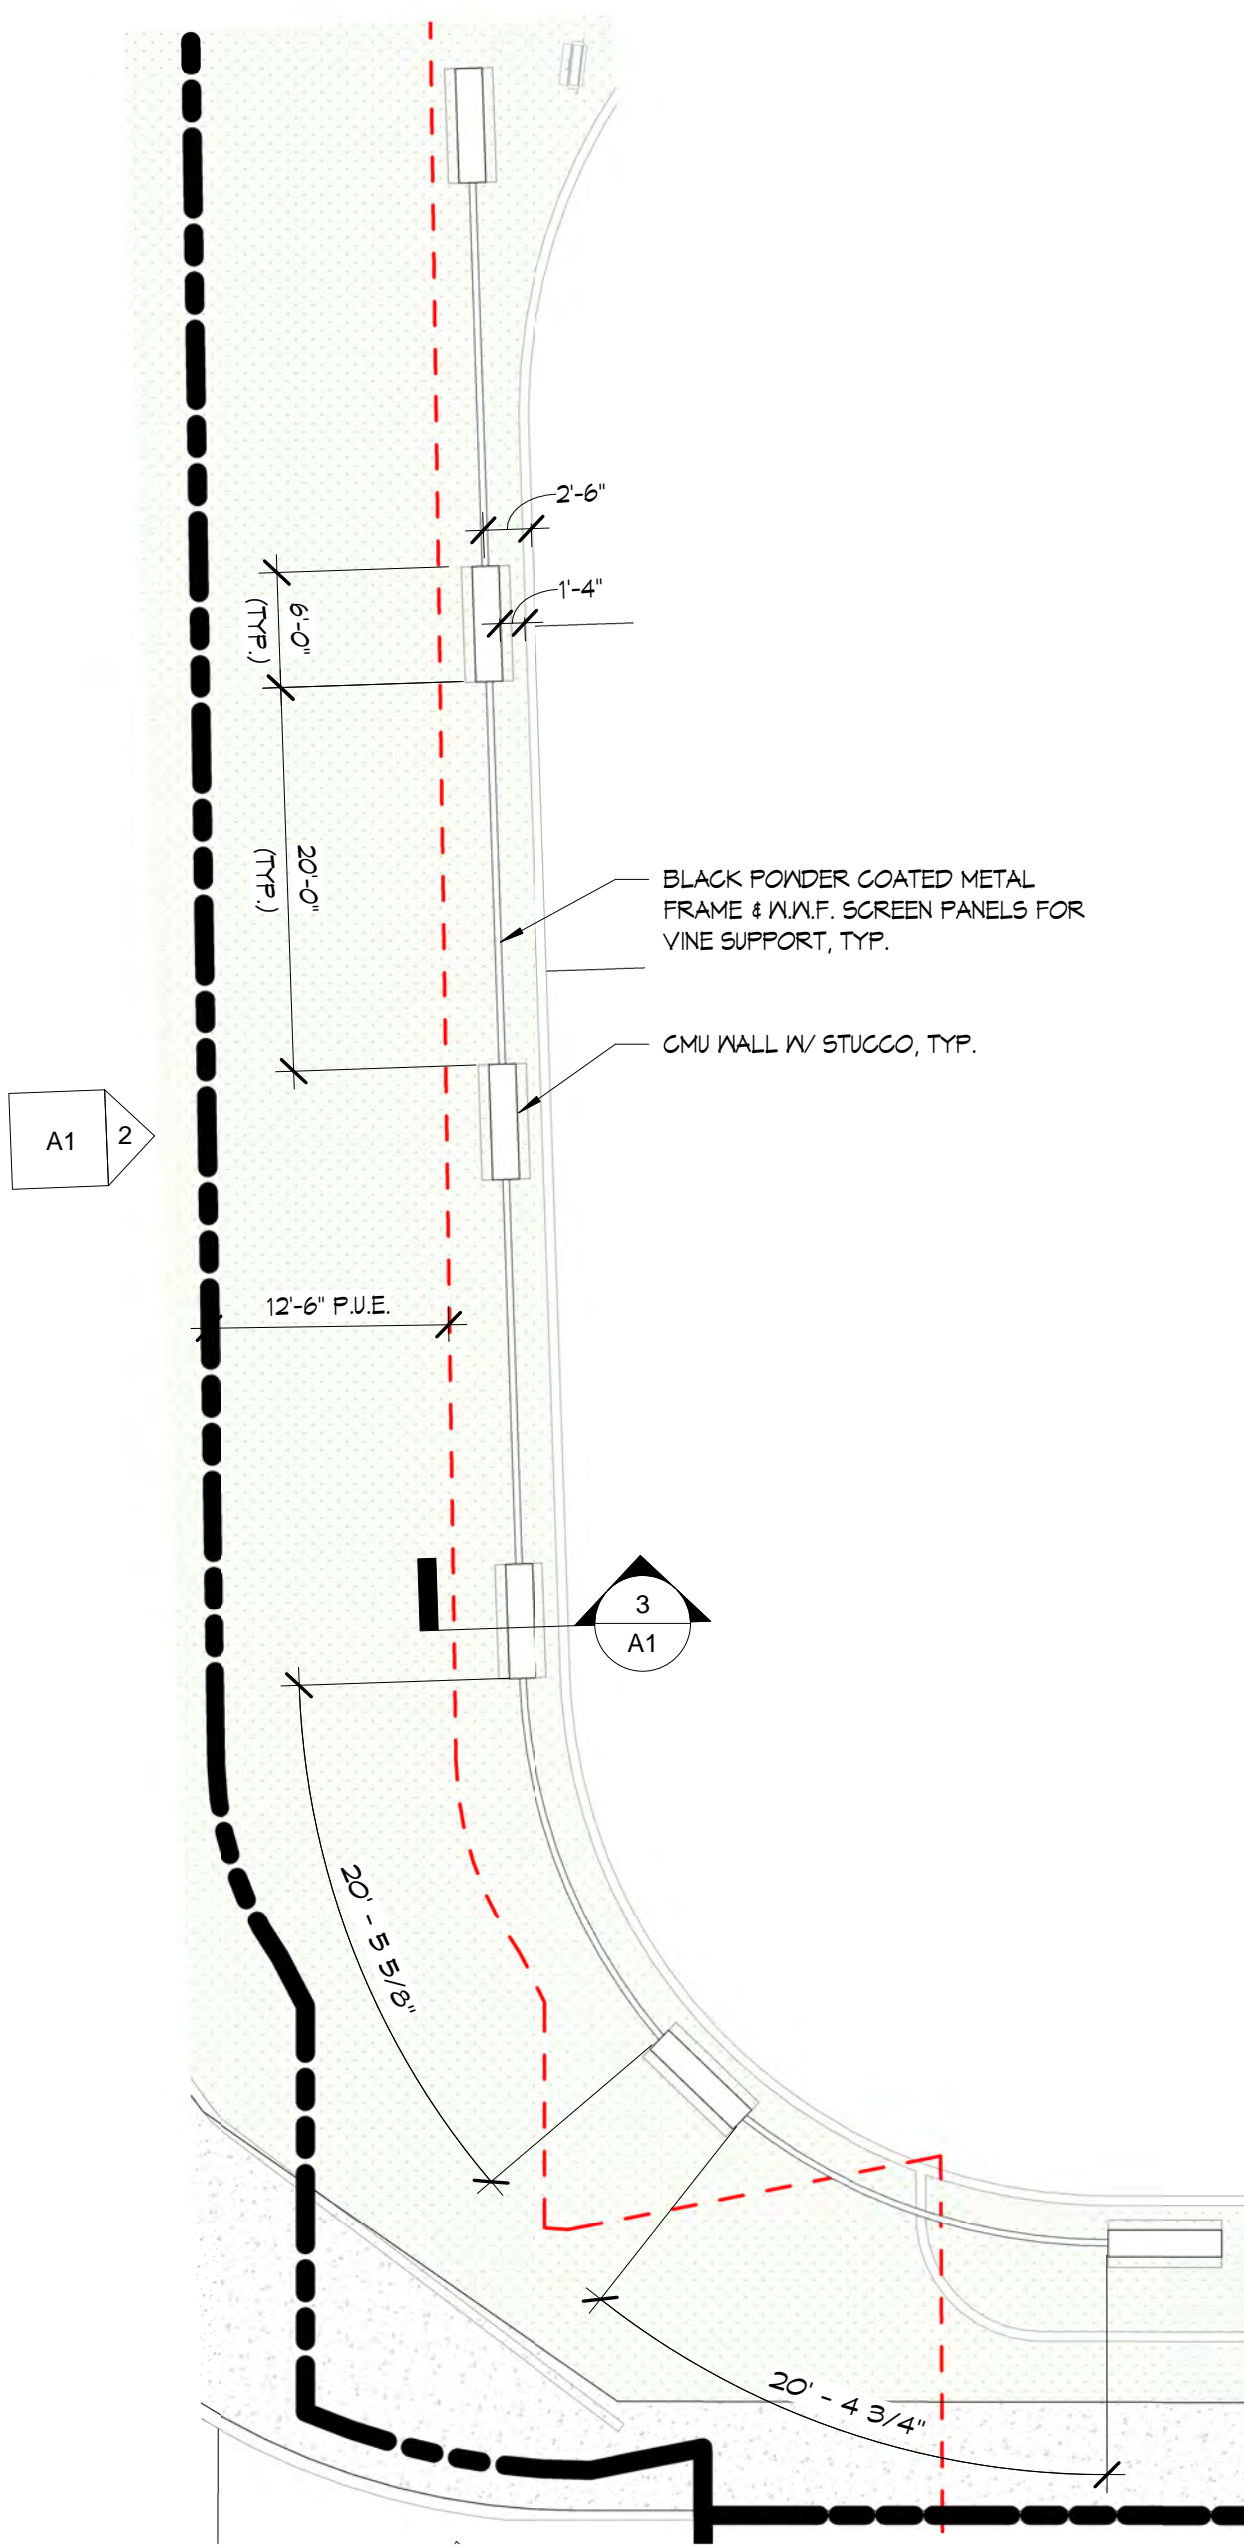 2'-6"
1'-4"
6'-0"
(TYP.)
20'-0"
(TYP.)
BLACK POWDER COATED METAL
FRAME & W.W.F. SCREEN PANELS FOR
VINE SUPPORT, TYP.
CMU WALL W/ STUCCO, TYP.
A1
2
12'-6" P.U.E.
3
A1
20' - 5 5/8"
20' - 4 3/4"